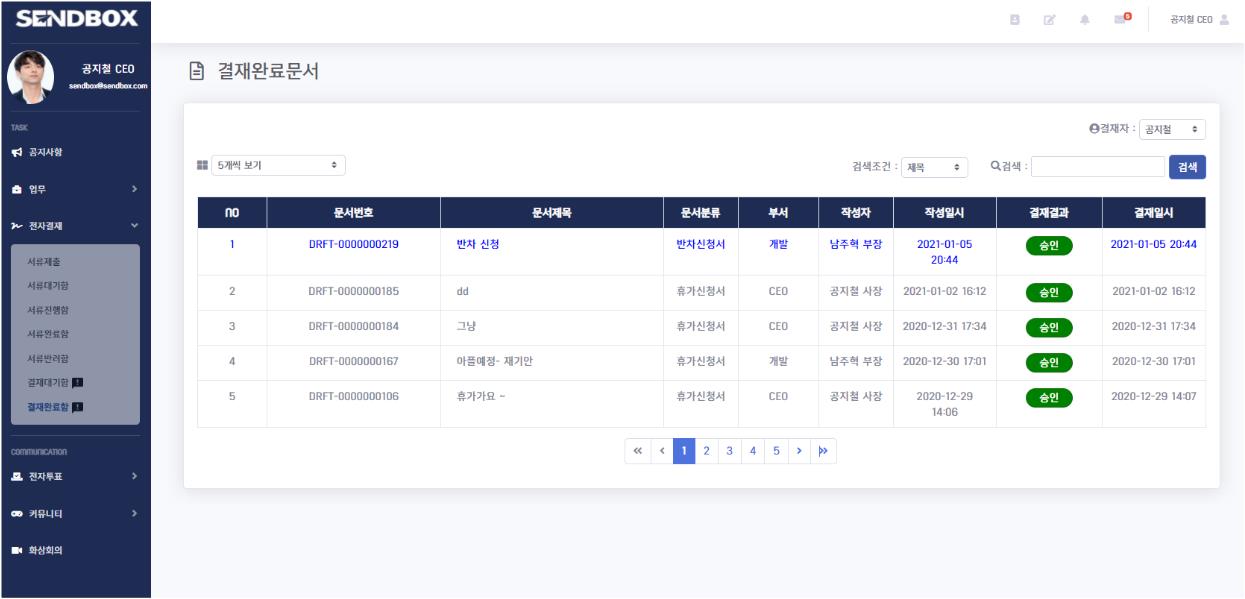 SENDBOX
공지철 CEO
sendbox@sendbox.com
TASK
공지사항
업무
전자결재
서류제출
서류대기함
서류진행함
서류완료함
서류반려함
결재대기함
결재완료함
COMMUNICATION
전자투표
커뮤니티
화상회의
6 공지철 CEO
결재완료문서
결재자 : 공지철
5개씩 보기 검색조건 : 제목 검색 : 검색
NO 문서번호 문서제목 문서분류 부서 작성자 작성일시 결재결과 결재일시
1 DRFT-0000000219 반차 신청 반차신청서 개발 남주혁 부장 2021-01-05 20:44 승인 2021-01-05 20:44
2 DRFT-0000000185 dd 휴가신청서 CEO 공지철 사장 2021-01-02 16:12 승인 2021-01-02 16:12
3 DRFT-0000000184 그냥 휴가신청서 CEO 공지철 사장 2020-12-31 17:34 승인 2020-12-31 17:34
4 DRFT-0000000167 아플예정- 재기안 휴가신청서 개발 남주혁 부장 2020-12-30 17:01 승인 2020-12-30 17:01
5 DRFT-0000000106 휴가가요 ~ 휴가신청서 CEO 공지철 사장 2020-12-29 14:06 승인 2020-12-29 14:07
« ‹ 1 2 3 4 5 › »